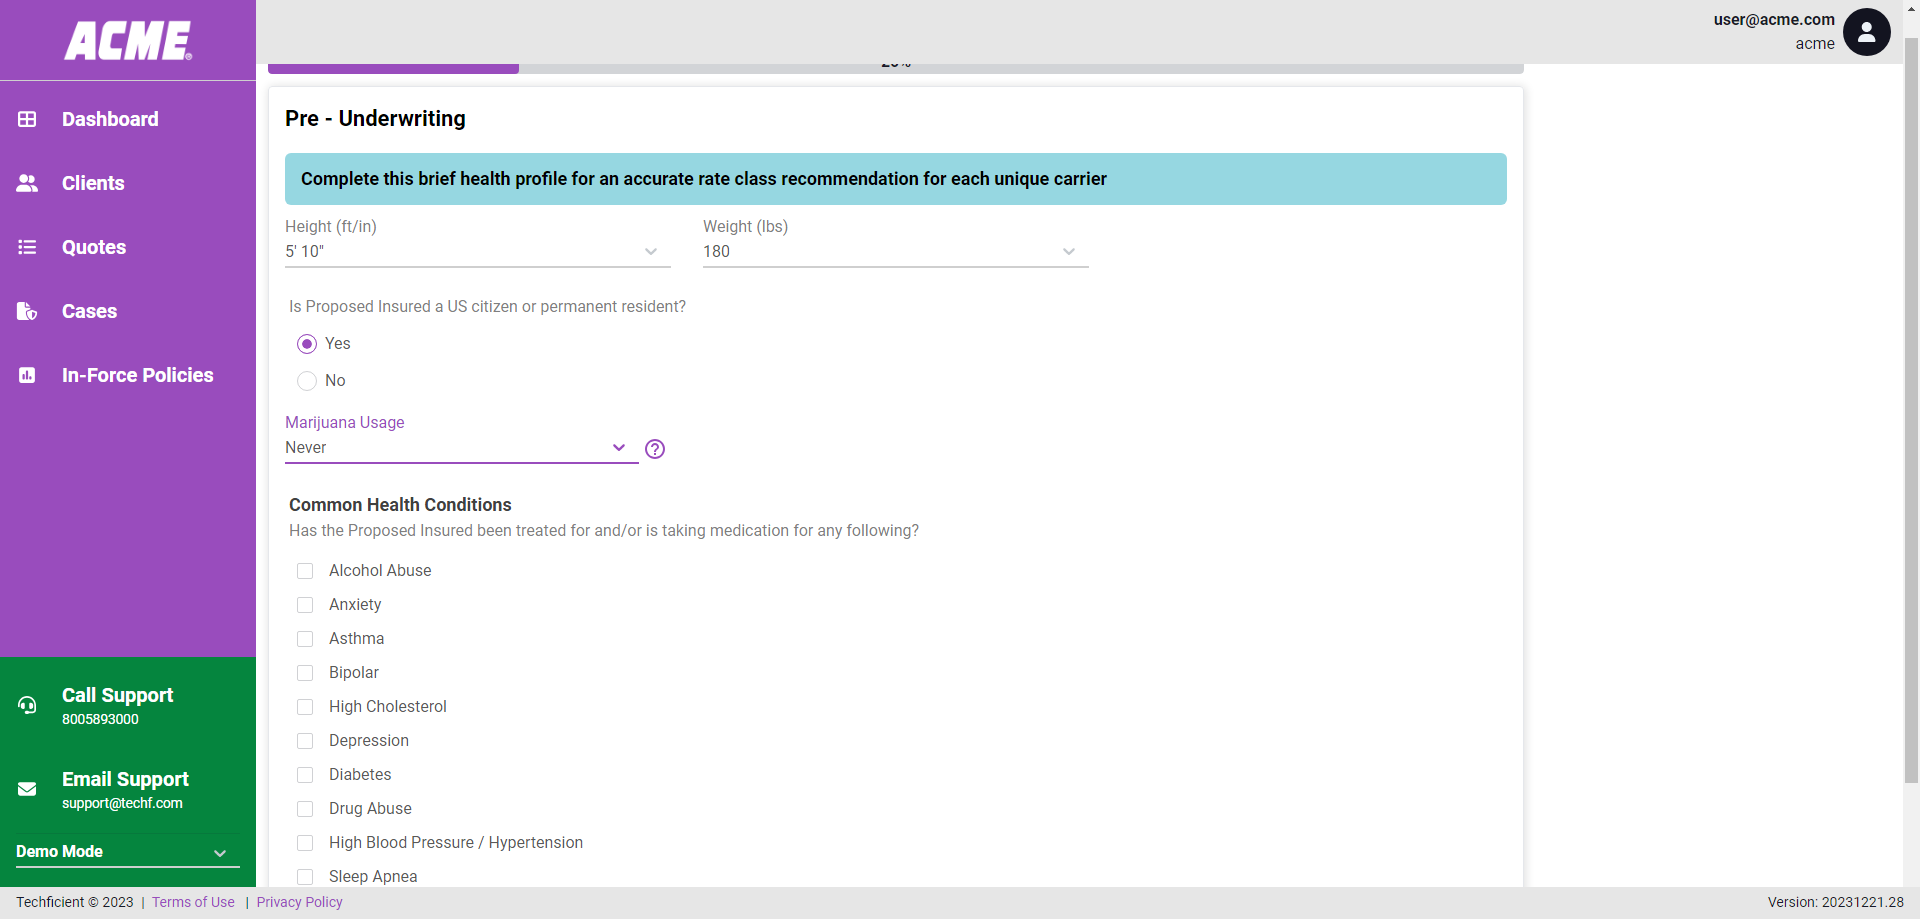 ACME
user@acme.com
acme
Dashboard
Clients
Quotes
Cases
In-Force Policies
Call Support
8005893000
Email Support
support@techf.com
Demo Mode
Pre - Underwriting
Complete this brief health profile for an accurate rate class recommendation for each unique carrier
Height (ft/in)
5' 10"
Weight (lbs)
180
Is Proposed Insured a US citizen or permanent resident?
Yes
No
Marijuana Usage
Never
Common Health Conditions
Has the Proposed Insured been treated for and/or is taking medication for any following?
Alcohol Abuse
Anxiety
Asthma
Bipolar
High Cholesterol
Depression
Diabetes
Drug Abuse
High Blood Pressure / Hypertension
Sleep Apnea
Techficient © 2023 | Terms of Use | Privacy Policy
Version: 20231221.28